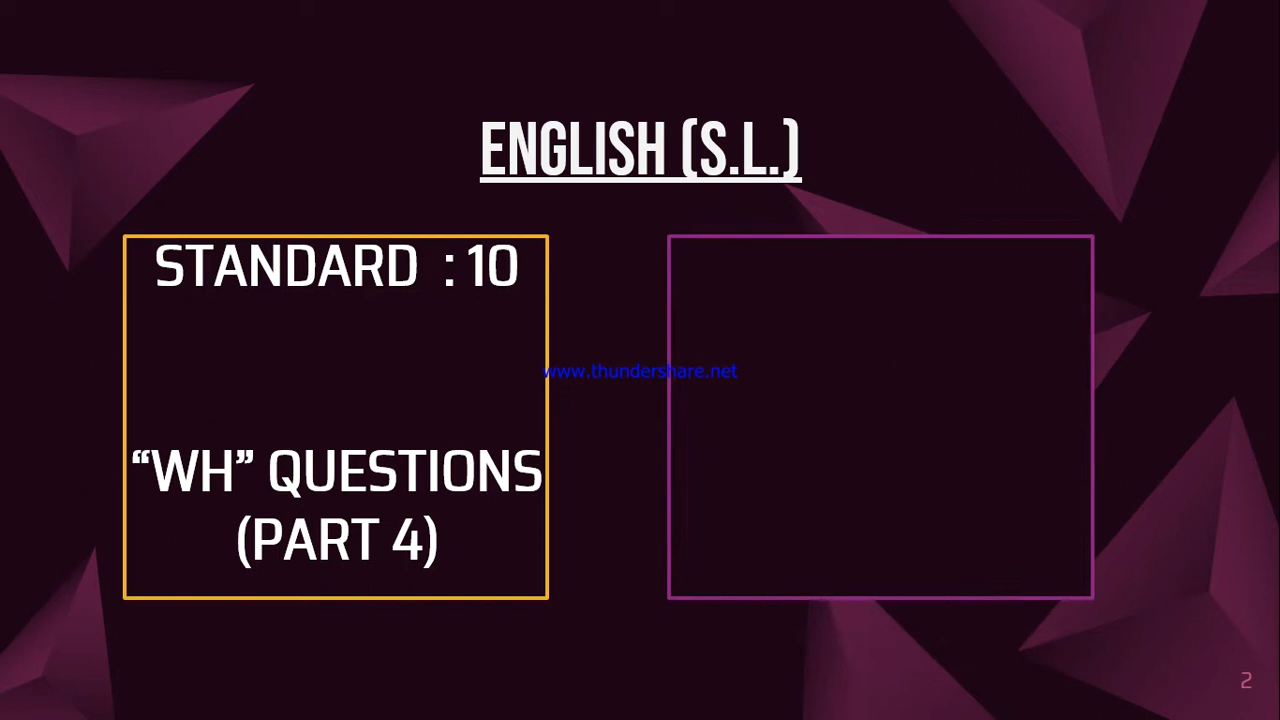 ENGLISH (S.L.)
STANDARD : 10
www.thundershare.net
“WH” QUESTIONS
(PART 4)
2